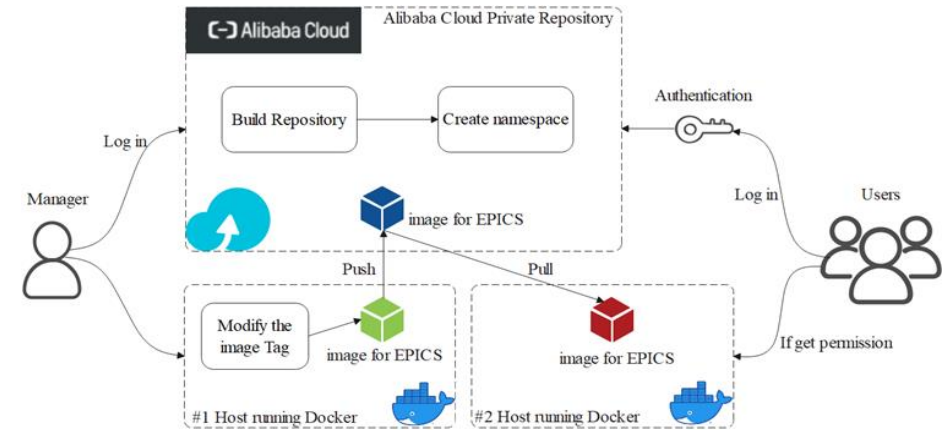 Alibaba Cloud
Alibaba Cloud Private Repository
Build Repository
Create namespace
Authentication
Log in
Manager
Log in
Users
image for EPICS
Push
Pull
Modify the
image Tag
image for EPICS
image for EPICS
If get permission
#1 Host running Docker
#2 Host running Docker